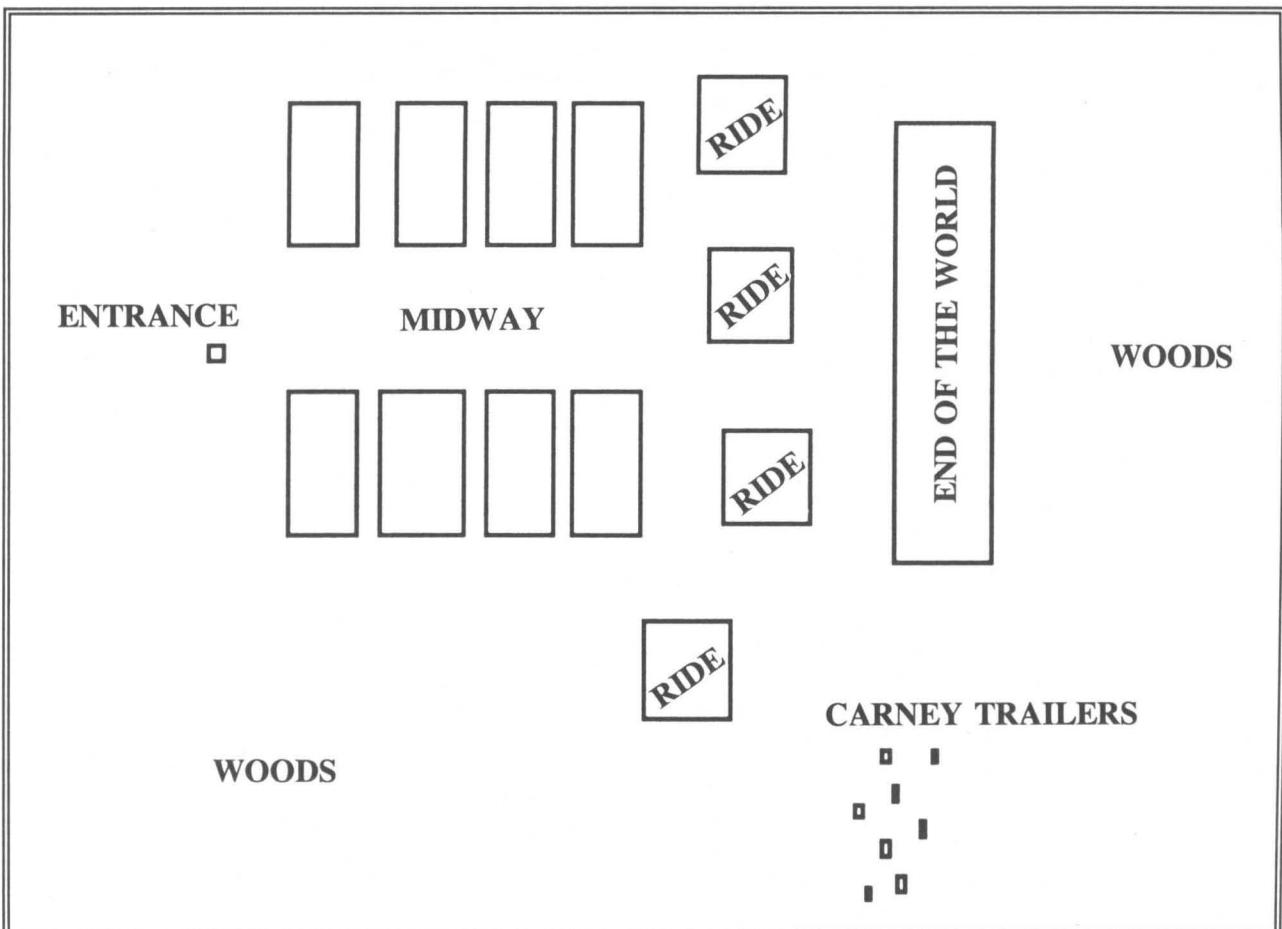 RIDE
RIDE
END OF THE WORLD
ENTRANCE
MIDWAY
WOODS
RIDE
RIDE
CARNEY TRAILERS
WOODS